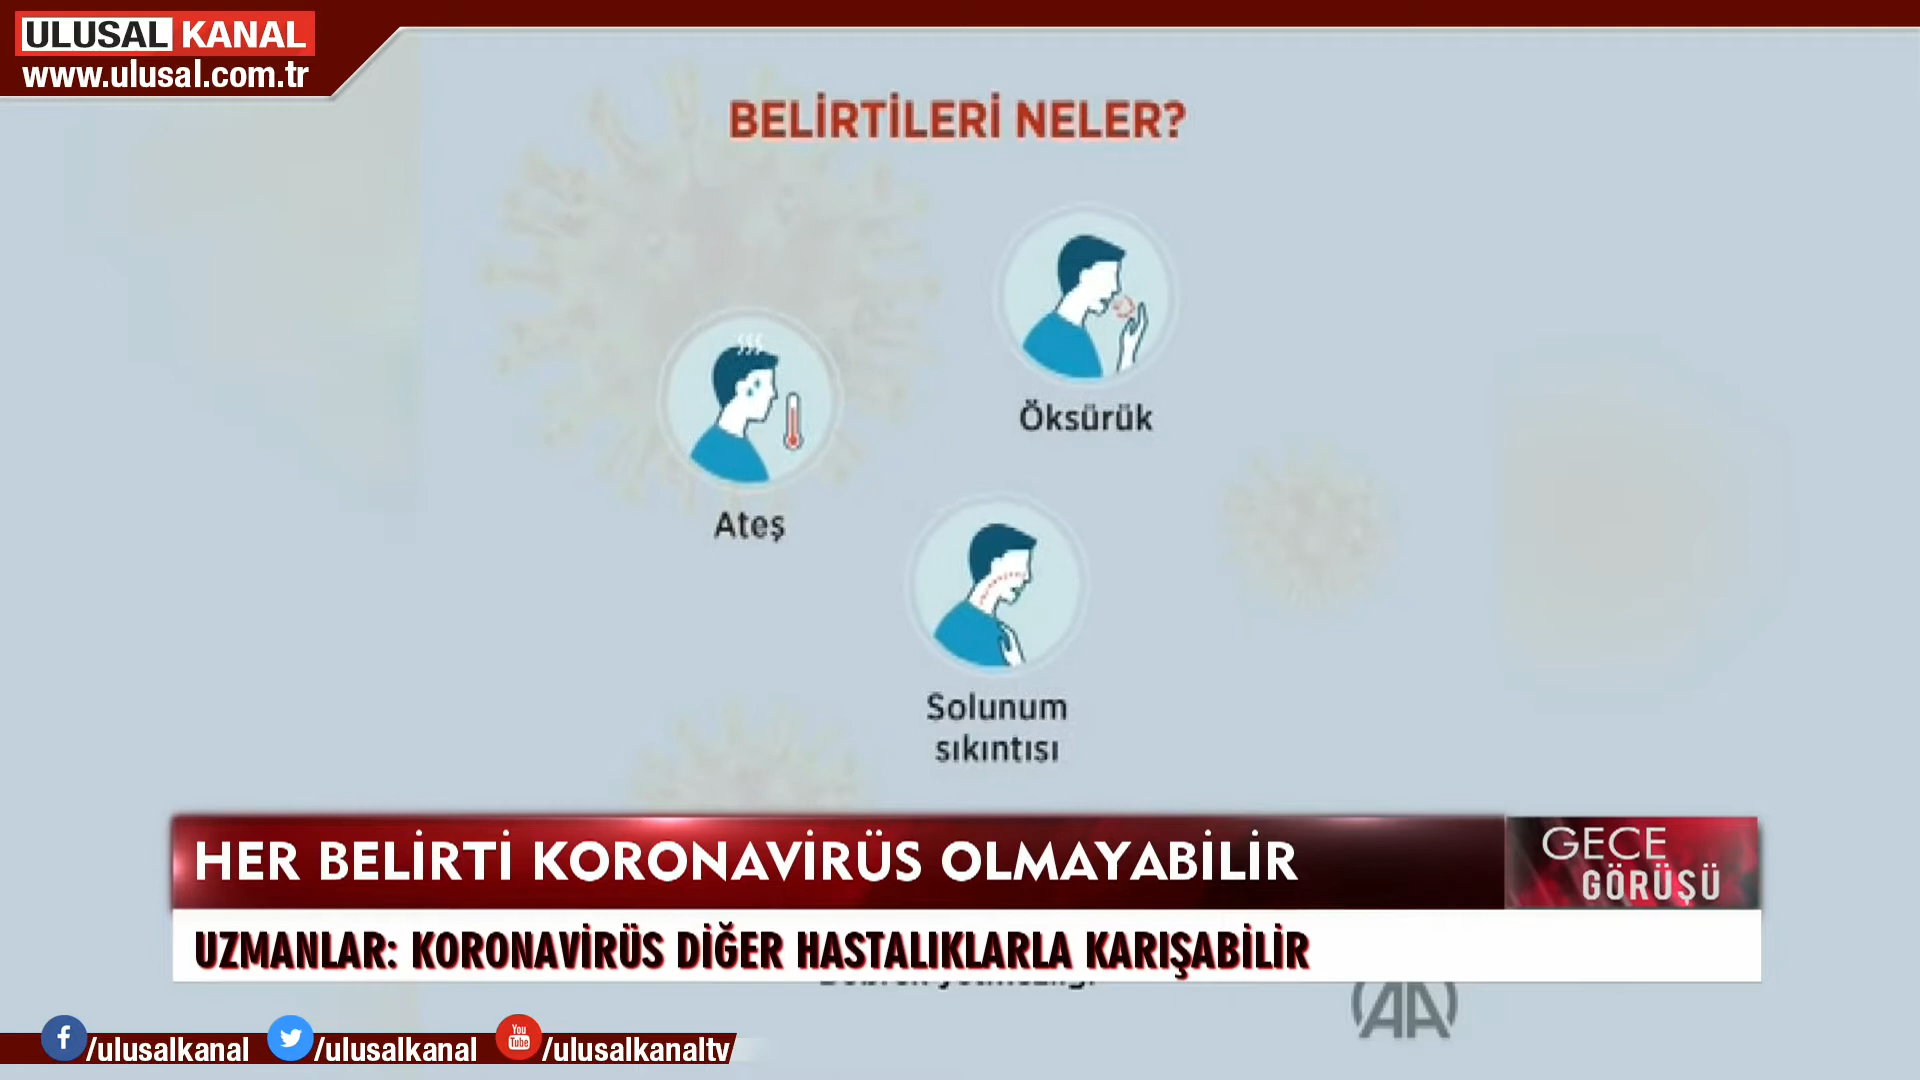 ULUSAL KANAL
www.ulusal.com.tr
BELİRTİLERİ NELER?
Öksürük
Ateş
Solunum
sıkıntısı
HER BELİRTİ KORONAVİRÜS OLMAYABİLİR
GECE
GÖRÜŞÜ
UZMANLAR: KORONAVİRÜS DİĞER HASTALIKLARLA KARIŞABİLİR
AA
/ulusalkanal
/ulusalkanal
You
Tube
/ulusalkanaltv